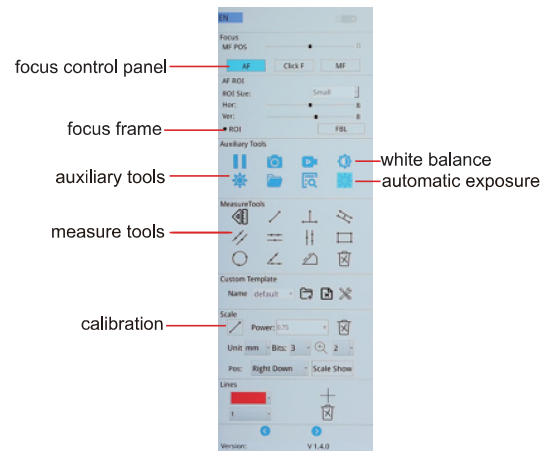 EN
Focus
MF POS 0
focus control panel
AF Click F MF
AF ROI
ROI Size: Small
Hor: 8
Ver: 8
focus frame
ROI FBL
Auxiliary Tools
white balance
auxiliary tools
automatic exposure
MeasureTools
measure tools
Custom Template
Name default
Scale
calibration
Power: 0.75
Unit mm Bits: 3 2
Pos: Right Down Scale Show
Lines
1
Version: V 1.4.0